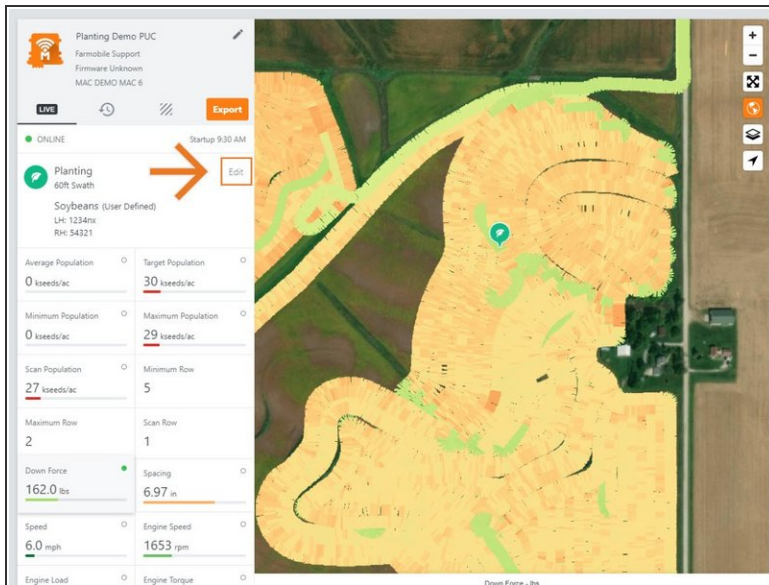 Planting Demo PUC
Farmobile Support
Firmware Unknown
MAC DEMO MAC 6
LIVE
Export
ONLINE
Startup 9:30 AM
Planting
60ft Swath
Edit
Soybeans (User Defined)
LH: 1234nx
RH: 54321
Average Population
0 kseeds/ac
Target Population
30 kseeds/ac
Minimum Population
0 kseeds/ac
Maximum Population
29 kseeds/ac
Scan Population
27 kseeds/ac
Minimum Row
5
Maximum Row
2
Scan Row
1
Down Force
162.0 lbs
Spacing
6.97 in
Speed
6.0 mph
Engine Speed
1653 rpm
Engine Load
Engine Torque
Down Force - lbs